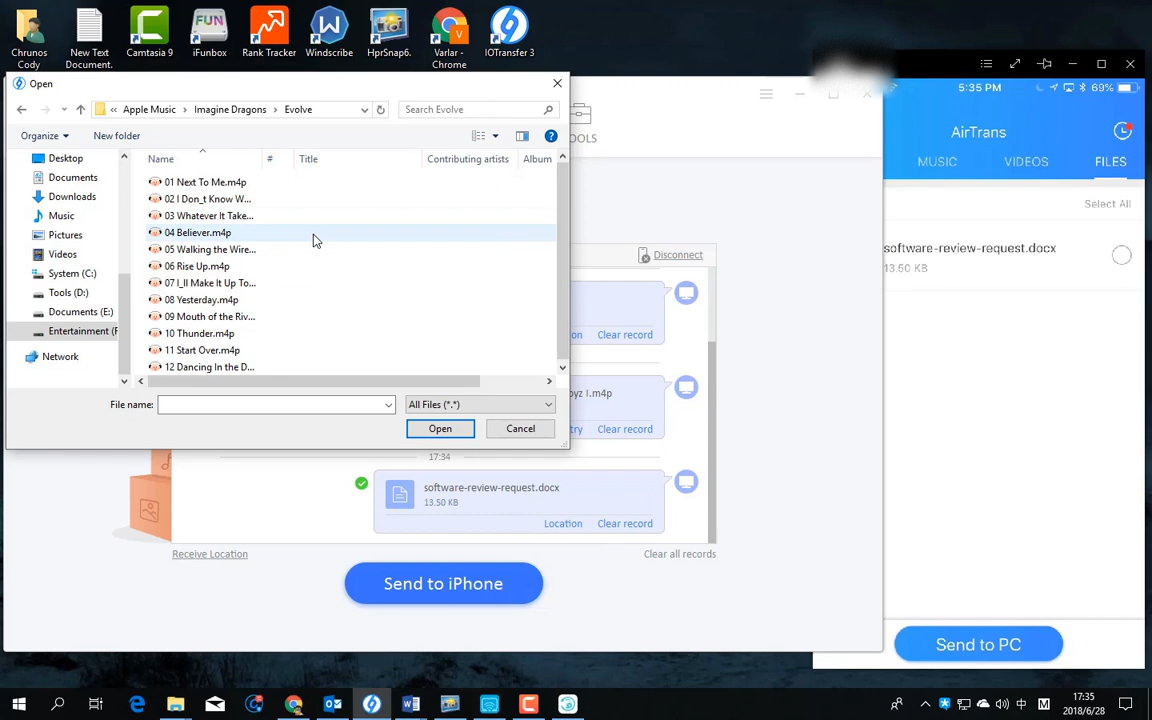 Chrunos Cody
New Text Document.
Camtasia 9
FUN
iFunbox
Rank Tracker
Windscribe
HprSnap6.
V
Varlar - Chrome
IOTransfer 3
Open
« Apple Music › Imagine Dragons › Evolve
Search Evolve
Organize
New folder
Desktop
Documents
Downloads
Music
Pictures
Videos
System (C:)
Tools (D:)
Documents (E:)
Entertainment (F
Network
Name
#
Title
Contributing artists
Album
01 Next To Me.m4p
02 I Don_t Know W...
03 Whatever It Take...
04 Believer.m4p
05 Walking the Wire...
06 Rise Up.m4p
07 I_ll Make It Up To...
08 Yesterday.m4p
09 Mouth of the Riv...
10 Thunder.m4p
11 Start Over.m4p
12 Dancing In the D...
File name:
All Files (*.*)
Open
Cancel
OOLS
Disconnect
on
Clear record
oyz I.m4p
try
Clear record
17:34
software-review-request.docx
13.50 KB
Location
Clear record
Receive Location
Clear all records
Send to iPhone
5:35 PM
69%
AirTrans
MUSIC
VIDEOS
FILES
Select All
software-review-request.docx
13.50 KB
Send to PC
中
M
17:35
2018/6/28